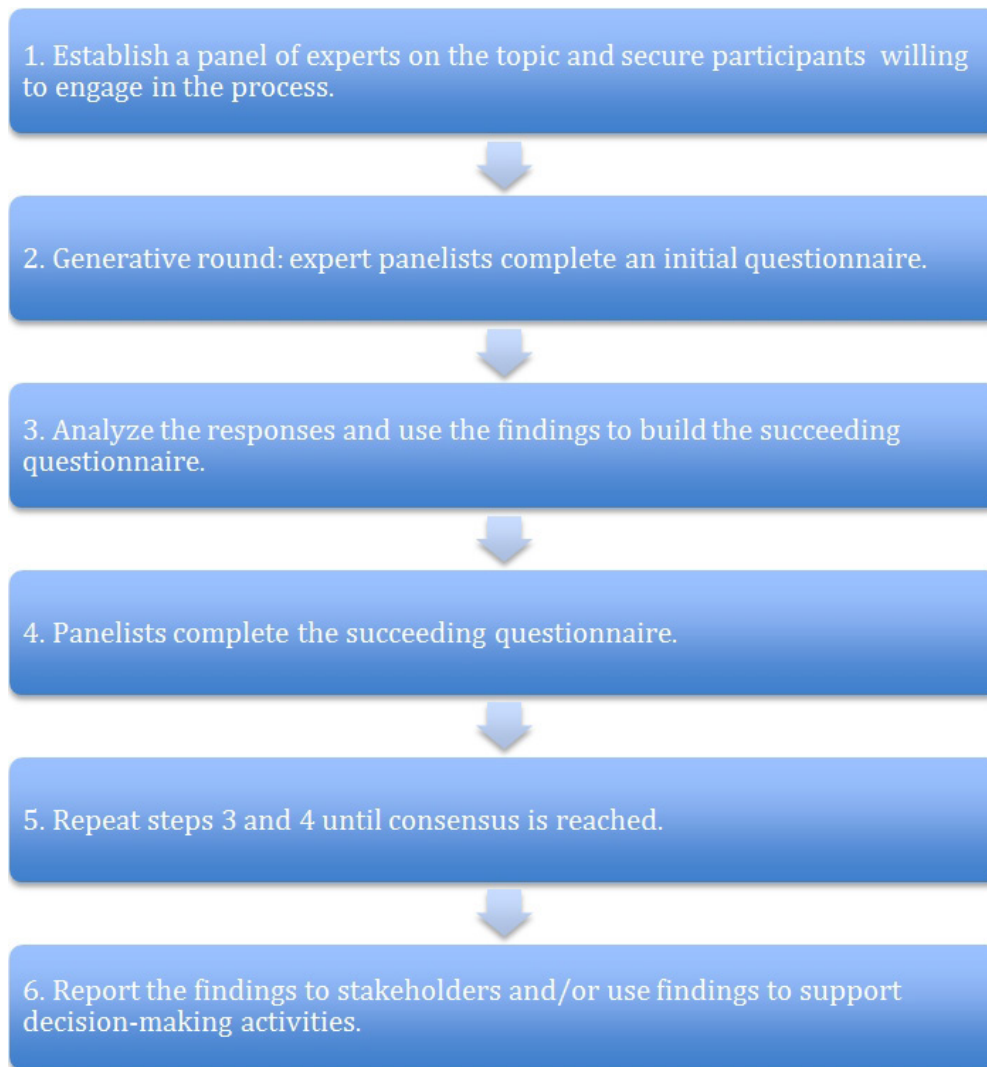 1. Establish a panel of experts on the topic and secure participants  willing
to engage in the process.
2. Generative round: expert panelists complete an initial questionnaire.
3. Analyze the responses and use the findings to build the succeeding
questionnaire.
4. Panelists complete the succeeding questionnaire.
5. Repeat steps 3 and 4 until consensus is reached.
6. Report the findings to stakeholders and/or use findings to support
decision-making activities.